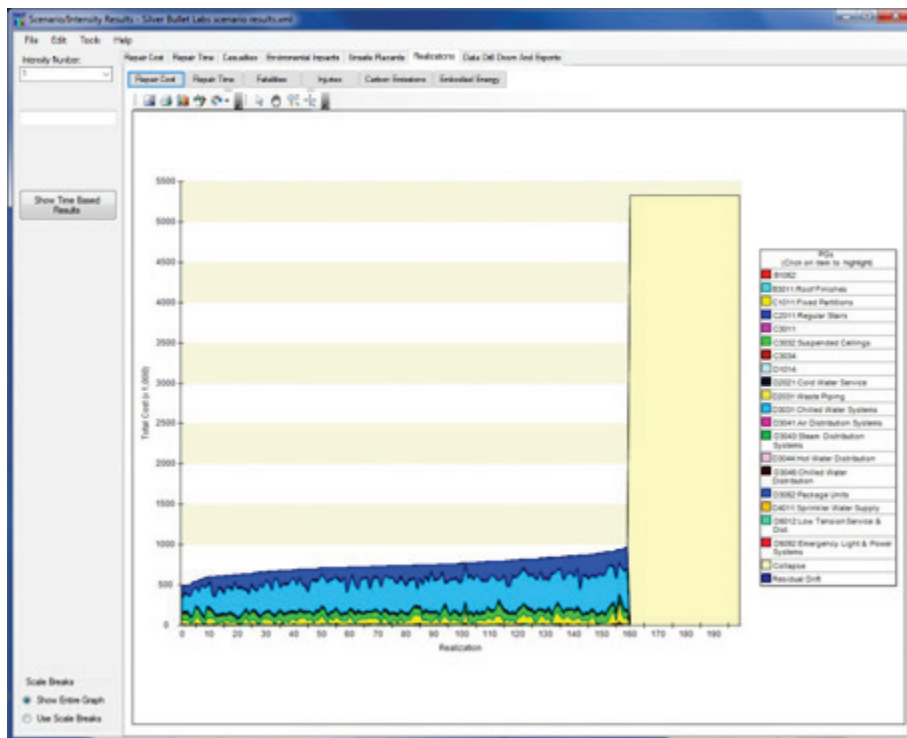 Scenario/Intensity Results - Silver Bullet Labs scenario results.xml
File Edit Tools Help
Intensity Number:
1
Show Time Based
Results
Repair Cost Repair Time Casualties Environmental Impacts Unsafe Placards Realizations Data Drill Down And Exports
Repair Cost Repair Time Fatalities Injuries Carbon Emissions Embodied Energy
5500
5000
4500
4000
3500
3000
2500
2000
1500
1000
500
0
Total Cost (x 1,000)
0 10 20 30 40 50 60 70 80 90 100 110 120 130 140 150 160 170 180 190
Realization
PGs
(Click on item to highlight)
B1062
B3011 Roof Finishes
C1011 Fixed Partitions
C2011 Regular Stairs
C3011
C3032 Suspended Ceilings
C3034
D1014
D2021 Cold Water Service
D2031 Waste Piping
D3031 Chilled Water Systems
D3041 Air Distribution Systems
D3043 Steam Distribution
Systems
D3044 Hot Water Distribution
Chilled Water
Distribution
Package Units
D4011 Sprinkler Water Supply
Low Tension Service &
Dist.
Emergency Light & Power
Systems
Collapse
Residual Drift
Scale Breaks
Show Entire Graph
Use Scale Breaks